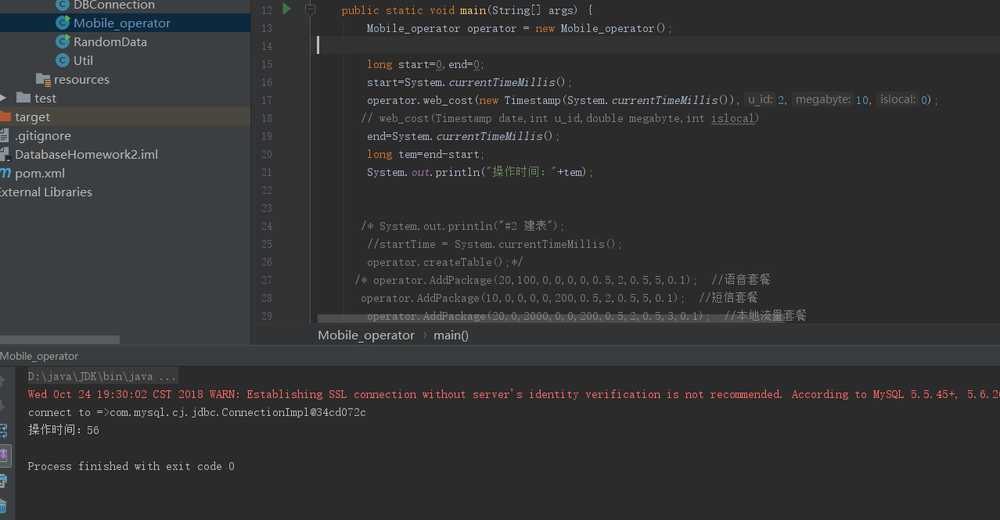 DBConnection
Mobile_operator
RandomData
Util
resources
test
target
.gitignore
DatabaseHomework2.iml
pom.xml
External Libraries
12 public static void main(String[] args) {
13 Mobile_operator operator = new Mobile_operator();
14
15 long start=0,end=0;
16 start=System.currentTimeMillis();
17 operator.web_cost(new Timestamp(System.currentTimeMillis()), u_id: 2, megabyte: 10, islocal: 0);
18 // web_cost(Timestamp date,int u_id,double megabyte,int islocal)
19 end=System.currentTimeMillis();
20 long tem=end-start;
21 System.out.println("操作时间："+tem);
22
23
24 /* System.out.println("#2 建表");
25 //startTime = System.currentTimeMillis();
26 operator.createTable();*/
27 /* operator.AddPackage(20,100,0,0,0,0,0.5,2,0.5,5,0.1); //语音套餐
28 operator.AddPackage(10,0,0,0,0,200,0.5,2,0.5,5,0.1); //短信套餐
29 operator.AddPackage(20,0,2000,0,0,200,0.5,2,0.5,3,0.1); //本地流量套餐
Mobile_operator › main()
Mobile_operator
D:\java\JDK\bin\java ...
Wed Oct 24 19:30:02 CST 2018 WARN: Establishing SSL connection without server's identity verification is not recommended. According to MySQL 5.5.45+, 5.6.2
connect to =>com.mysql.cj.jdbc.ConnectionImpl@34cd072c
操作时间：56
Process finished with exit code 0